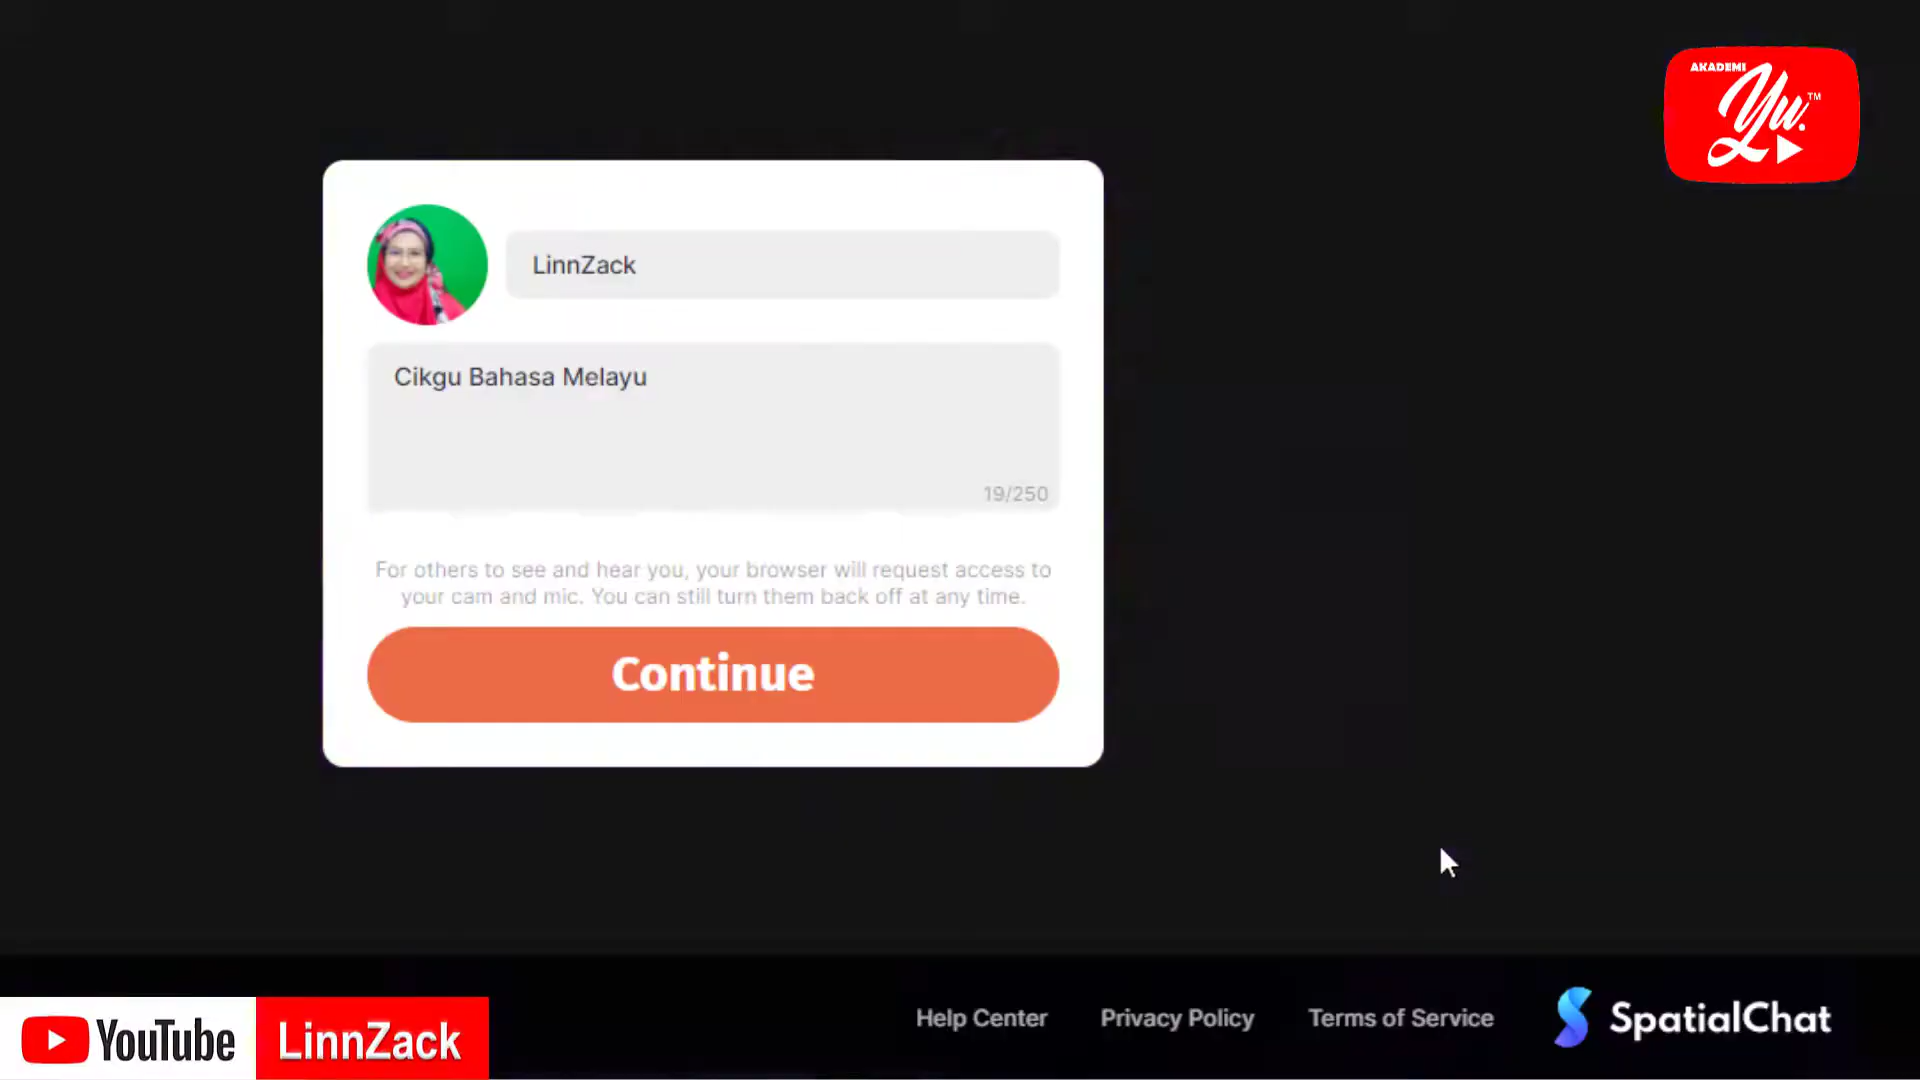 AKADEMI
Yu.™
LinnZack
Cikgu Bahasa Melayu
19/250
For others to see and hear you, your browser will request access to
your cam and mic. You can still turn them back off at any time.
Continue
YouTube LinnZack
Help Center Privacy Policy Terms of Service SpatialChat